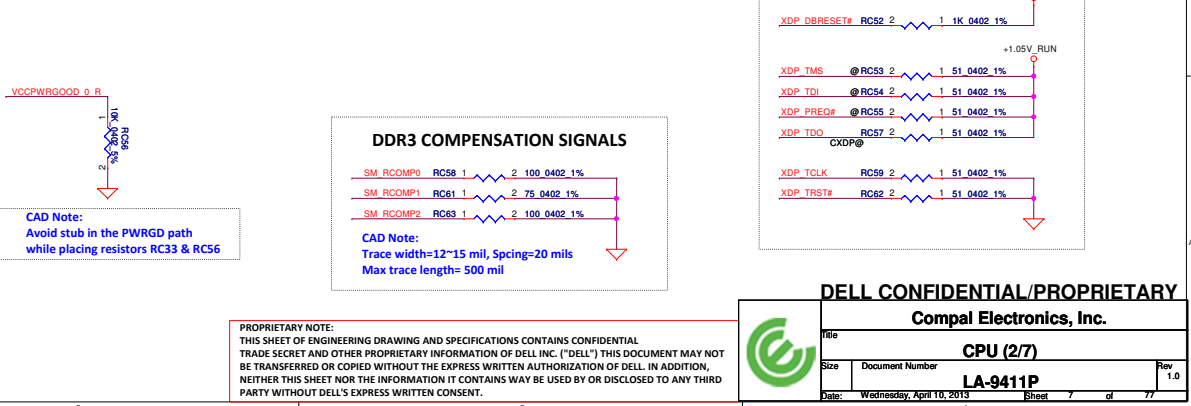 XDP_DBRESET# RC52 2 1 1K_0402_1%
+1.05V_RUN
XDP_TMS @ RC53 2 1 51_0402_1%
XDP_TDI @ RC54 2 1 51_0402_1%
XDP_PREQ# @ RC55 2 1 51_0402_1%
XDP_TDO RC57 2 1 51_0402_1%
CXDP@
XDP_TCLK RC59 2 1 51_0402_1%
XDP_TRST# RC62 2 1 51_0402_1%
VCCPWRGOOD_0_R
1
RC56
10K_0402_5%
2
CAD Note:
Avoid stub in the PWRGD path
while placing resistors RC33 & RC56
DDR3 COMPENSATION SIGNALS
SM_RCOMP0 RC58 1 2 100_0402_1%
SM_RCOMP1 RC61 1 2 75_0402_1%
SM_RCOMP2 RC63 1 2 100_0402_1%
CAD Note:
Trace width=12~15 mil, Spcing=20 mils
Max trace length= 500 mil
DELL CONFIDENTIAL/PROPRIETARY
PROPRIETARY NOTE:
THIS SHEET OF ENGINEERING DRAWING AND SPECIFICATIONS CONTAINS CONFIDENTIAL
TRADE SECRET AND OTHER PROPRIETARY INFORMATION OF DELL INC. ("DELL") THIS DOCUMENT MAY NOT
BE TRANSFERRED OR COPIED WITHOUT THE EXPRESS WRITTEN AUTHORIZATION OF DELL. IN ADDITION,
NEITHER THIS SHEET NOR THE INFORMATION IT CONTAINS WAY BE USED BY OR DISCLOSED TO ANY THIRD
PARTY WITHOUT DELL'S EXPRESS WRITTEN CONSENT.
Compal Electronics, Inc.
Title
CPU (2/7)
Size Document Number Rev
LA-9411P 1.0
Date: Wednesday, April 10, 2013 Sheet 7 of 77